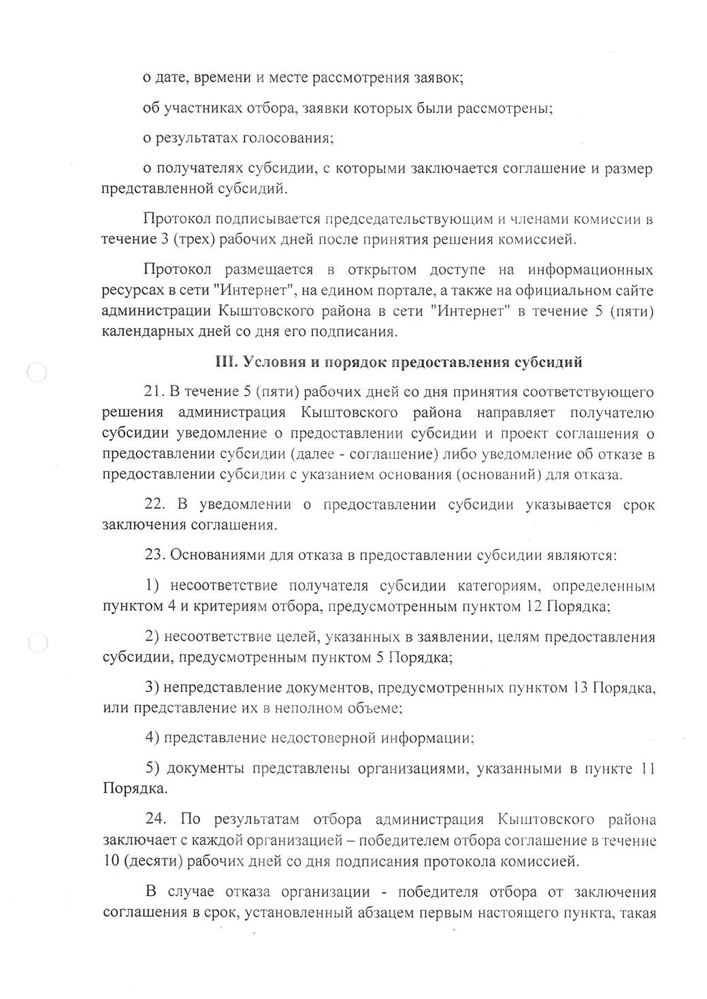 о дате, времени и месте рассмотрения заявок;
об участниках отбора, заявки которых были рассмотрены;
о результатах голосования;
о получателях субсидии, с которыми заключается соглашение и размер
представленной субсидий.
Протокол подписывается председательствующим и членами комиссии в
течение 3 (трех) рабочих дней после принятия решения комиссией.
Протокол размещается в открытом доступе на информационных
ресурсах в сети "Интернет", на едином портале, а также на официальном сайте
администрации Кыштовского района в сети "Интернет" в течение 5 (пяти)
календарных дней со дня его подписания.
III. Условия и порядок предоставления субсидий
21. В течение 5 (пяти) рабочих дней со дня принятия соответствующего
решения администрация Кыштовского района направляет получателю
субсидии уведомление о предоставлении субсидии и проект соглашения о
предоставлении субсидии (далее - соглашение) либо уведомление об отказе в
предоставлении субсидии с указанием основания (оснований) для отказа.
22. В уведомлении о предоставлении субсидии указывается срок
заключения соглашения.
23. Основаниями для отказа в предоставлении субсидии являются:
1) несоответствие получателя субсидии категориям, определенным
пунктом 4 и критериям отбора, предусмотренным пунктом 12 Порядка;
2) несоответствие целей, указанных в заявлении, целям предоставления
субсидии, предусмотренным пунктом 5 Порядка;
3) непредставление документов, предусмотренных пунктом 13 Порядка,
или представление их в неполном объеме;
4) представление недостоверной информации;
5) документы представлены организациями, указанными в пункте 11
Порядка.
24. По результатам отбора администрация Кыштовского района
заключает с каждой организацией – победителем отбора соглашение в течение
10 (десяти) рабочих дней со дня подписания протокола комиссией.
В случае отказа организации - победителя отбора от заключения
соглашения в срок, установленный абзацем первым настоящего пункта, такая